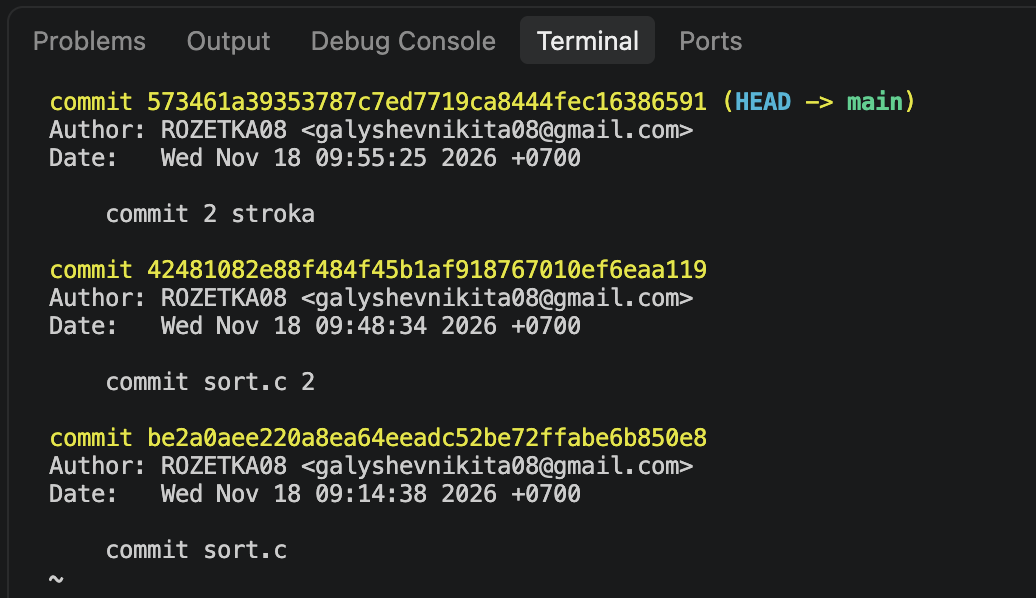 Problems Output Debug Console Terminal Ports
commit 573461a39353787c7ed7719ca8444fec16386591 (HEAD -> main)
Author: ROZETKA08 <galyshevnikita08@gmail.com>
Date:   Wed Nov 18 09:55:25 2026 +0700
    commit 2 stroka
commit 42481082e88f484f45b1af918767010ef6eaa119
Author: ROZETKA08 <galyshevnikita08@gmail.com>
Date:   Wed Nov 18 09:48:34 2026 +0700
    commit sort.c 2
commit be2a0aee220a8ea64eeadc52be72ffabe6b850e8
Author: ROZETKA08 <galyshevnikita08@gmail.com>
Date:   Wed Nov 18 09:14:38 2026 +0700
    commit sort.c
~